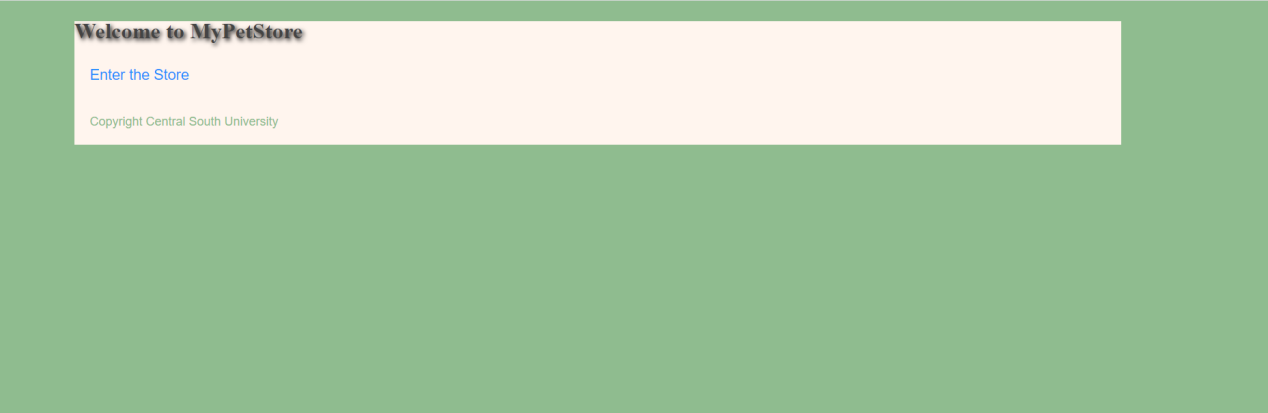 Welcome to MyPetStore
Enter the Store
Copyright Central South University